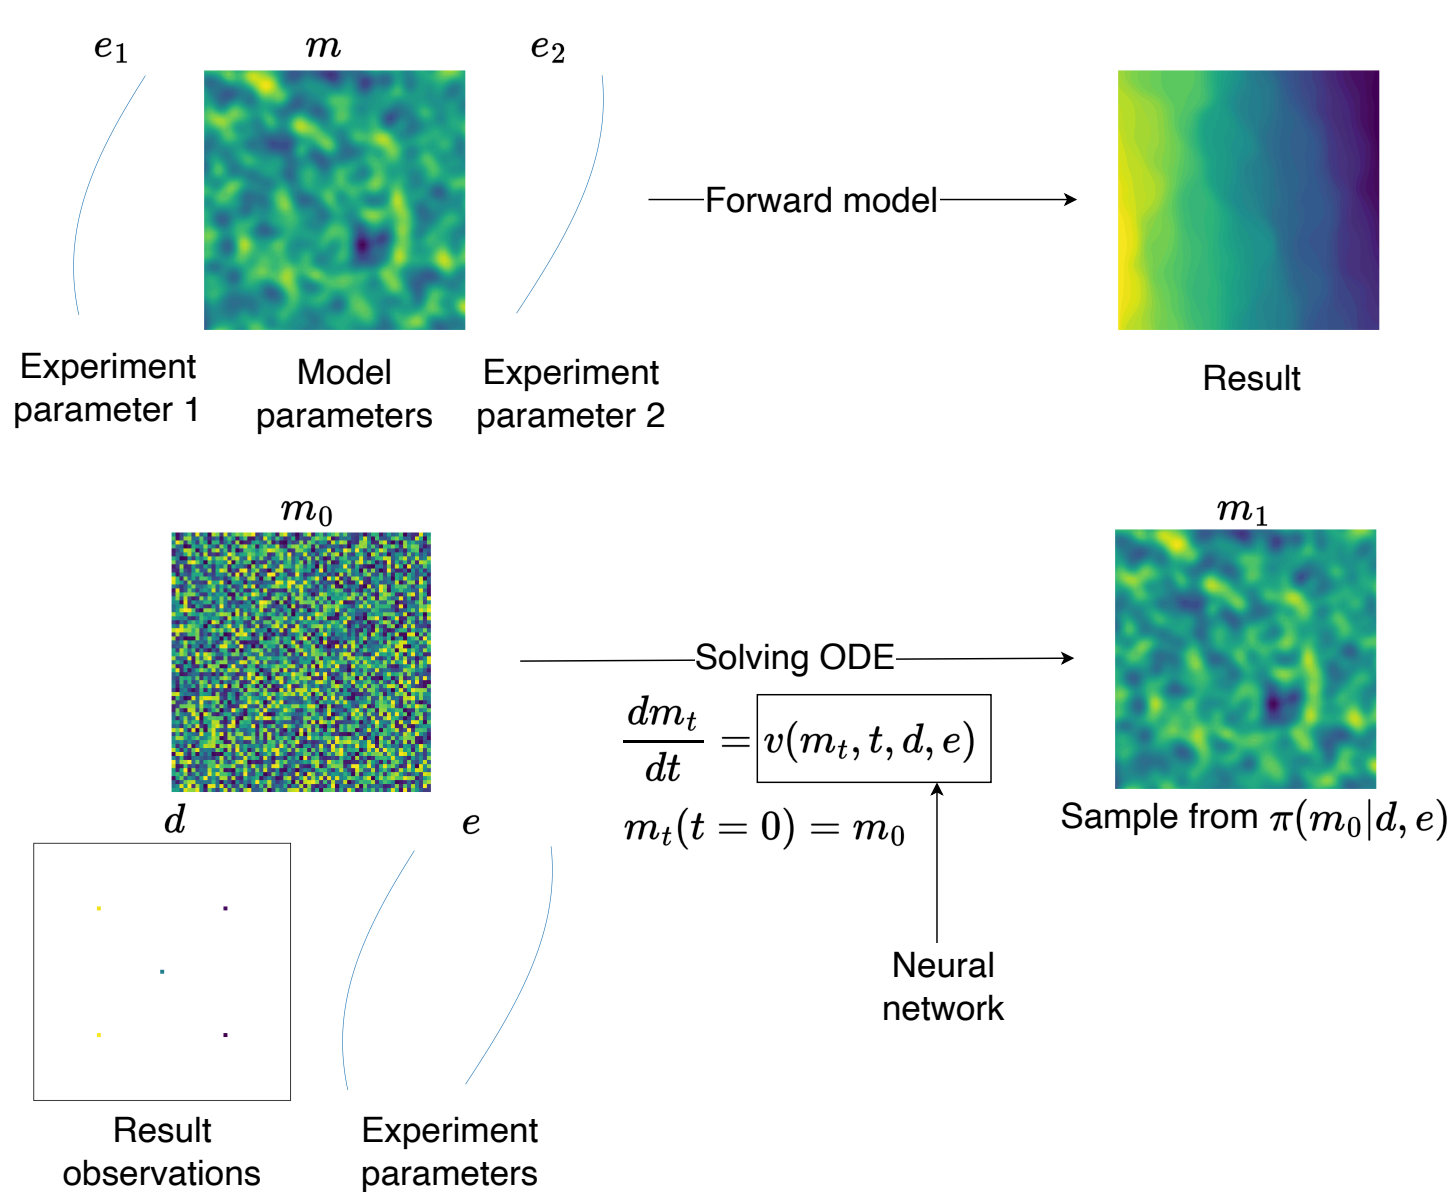 e₁
m
e₂
Forward model
Experiment
parameter 1
Model
parameters
Experiment
parameter 2
Result
m₀
m₁
Solving ODE
dmₜ/dt = v(mₜ, t, d, e)
mₜ(t = 0) = m₀
Sample from π(m₀|d, e)
d
e
Neural
network
Result
observations
Experiment
parameters